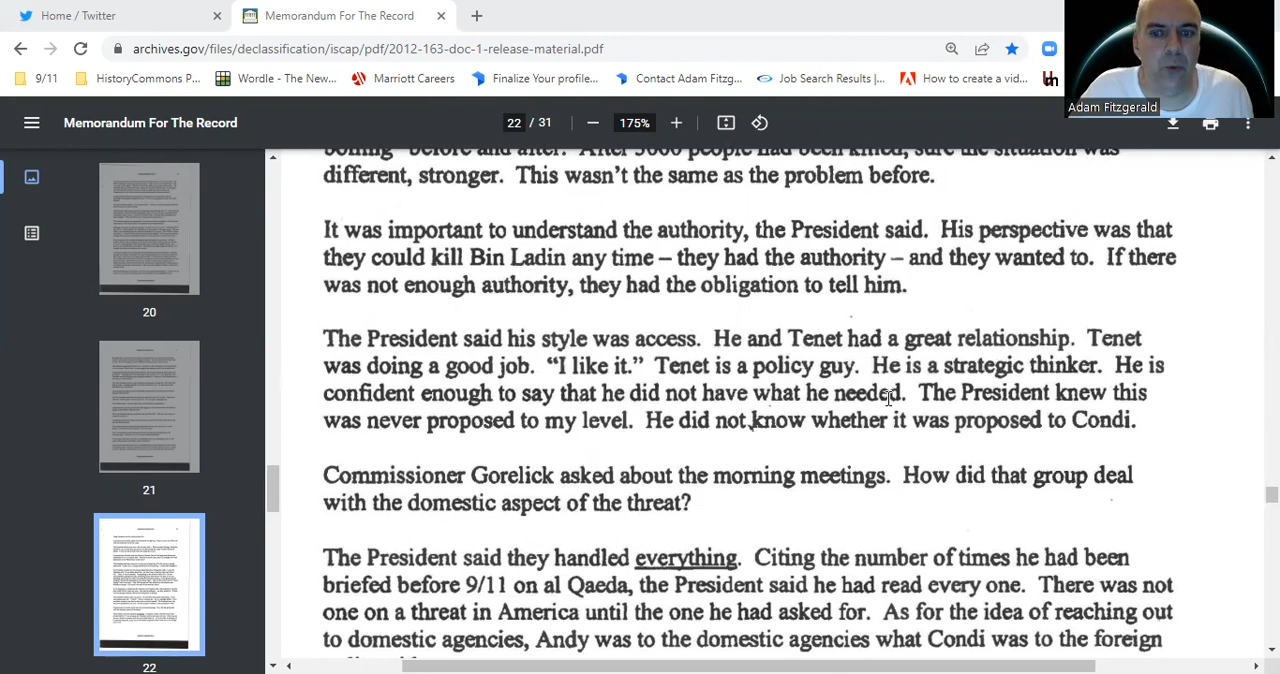 Home / Twitter
Memorandum For The Record
archives.gov/files/declassification/iscap/pdf/2012-163-doc-1-release-material.pdf
9/11 HistoryCommons P... Wordle - The New... Marriott Careers Finalize Your profile... Contact Adam Fitzg... Job Search Results |... How to create a vid...
Adam Fitzgerald
Memorandum For The Record 22 / 31 175%
different, stronger. This wasn't the same as the problem before.
It was important to understand the authority, the President said. His perspective was that
they could kill Bin Ladin any time – they had the authority – and they wanted to. If there
was not enough authority, they had the obligation to tell him.
The President said his style was access. He and Tenet had a great relationship. Tenet
was doing a good job. “I like it.” Tenet is a policy guy. He is a strategic thinker. He is
confident enough to say that he did not have what he needed. The President knew this
was never proposed to my level. He did not know whether it was proposed to Condi.
Commissioner Gorelick asked about the morning meetings. How did that group deal
with the domestic aspect of the threat?
The President said they handled everything. Citing the number of times he had been
briefed before 9/11 on al Qaeda, the President said he had read every one. There was not
one on a threat in America until the one he had asked for. As for the idea of reaching out
to domestic agencies, Andy was to the domestic agencies what Condi was to the foreign
20
21
22